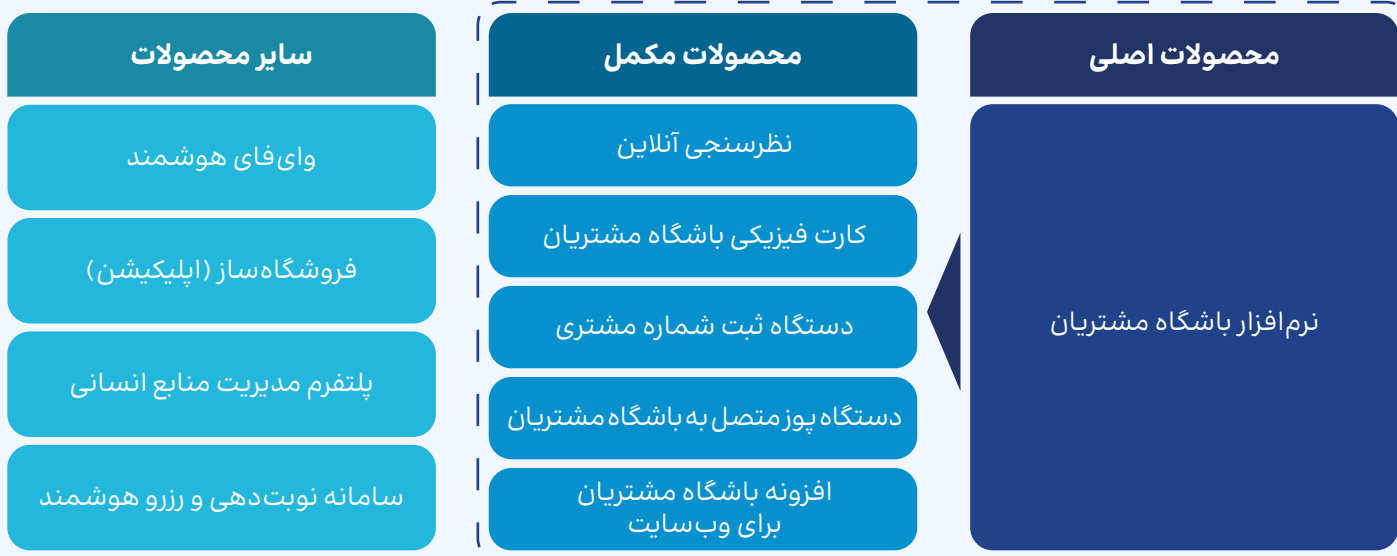 محصولات اصلی
نرم‌افزار باشگاه مشتریان
محصولات مکمل
نظرسنجی آنلاین
کارت فیزیکی باشگاه مشتریان
دستگاه ثبت شماره مشتری
دستگاه پوز متصل به باشگاه مشتریان
افزونه باشگاه مشتریان
برای وب‌سایت
سایر محصولات
وای‌فای هوشمند
فروشگاه‌ساز (اپلیکیشن)
پلتفرم مدیریت منابع انسانی
سامانه نوبت‌دهی و رزرو هوشمند